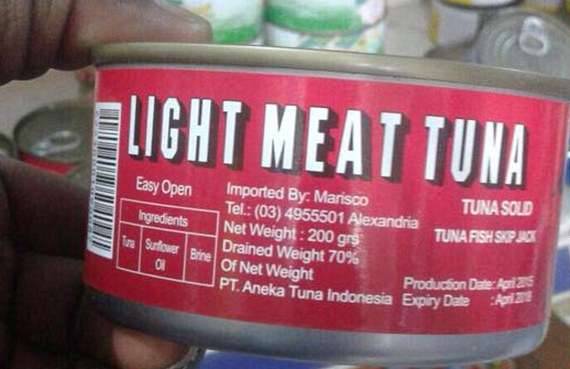 LIGHT MEAT TUNA
Easy Open
Ingredients
Tuna
Sunflower
Oil
Brine
Imported By: Marisco
Tel.: (03) 4955501 Alexandria
Net Weight : 200 grs
Drained Weight 70%
Of Net Weight
PT. Aneka Tuna Indonesia
TUNA SOLID
TUNA FISH SKIP JACK
Production Date: April 2015
Expiry Date : April 2018